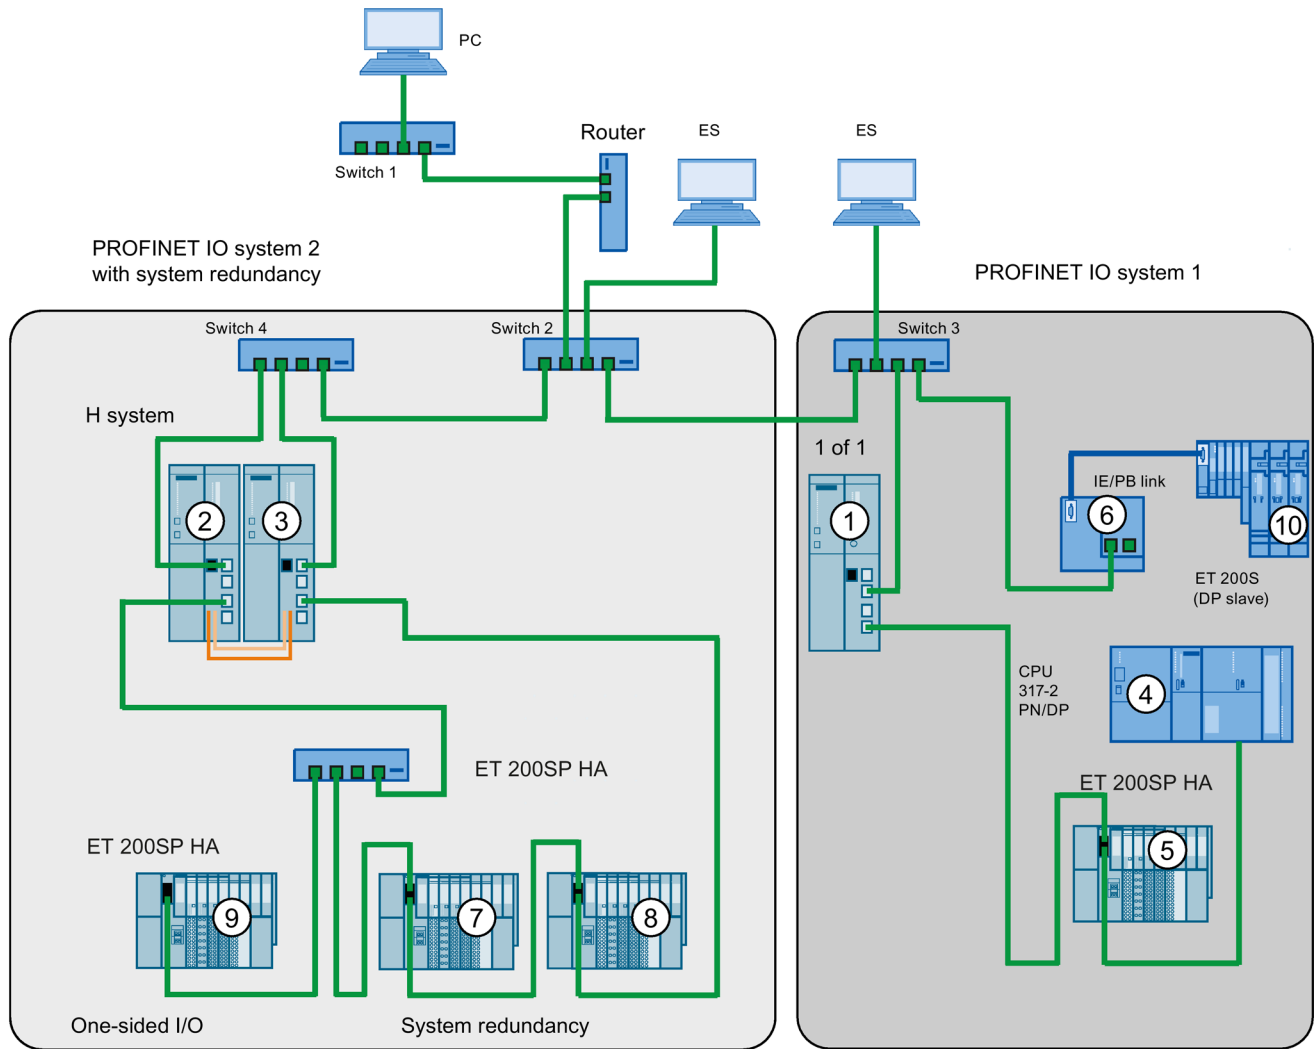 PC
Switch 1
Router
ES
ES
PROFINET IO system 2
with system redundancy
PROFINET IO system 1
Switch 4
Switch 2
Switch 3
H system
1 of 1
2
3
1
IE/PB link
6
10
ET 200S
(DP slave)
CPU
317-2
PN/DP
4
ET 200SP HA
ET 200SP HA
ET 200SP HA
5
9
7
8
One-sided I/O
System redundancy